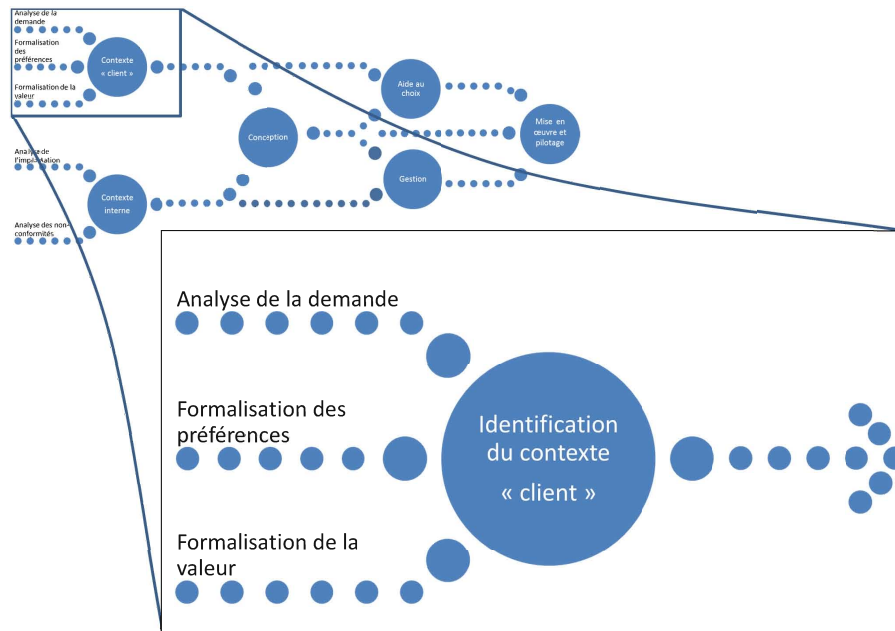 Analyse de la
demande
Formalisation
des
préférences
Formalisation de la
valeur
Contexte
« client »
Analyse de
l'implantation
Analyse des non-
conformités
Contexte
interne
Conception
Aide au
choix
Gestion
Mise en
œuvre et
pilotage
Analyse de la demande
Formalisation des
préférences
Formalisation de la
valeur
Identification
du contexte
« client »